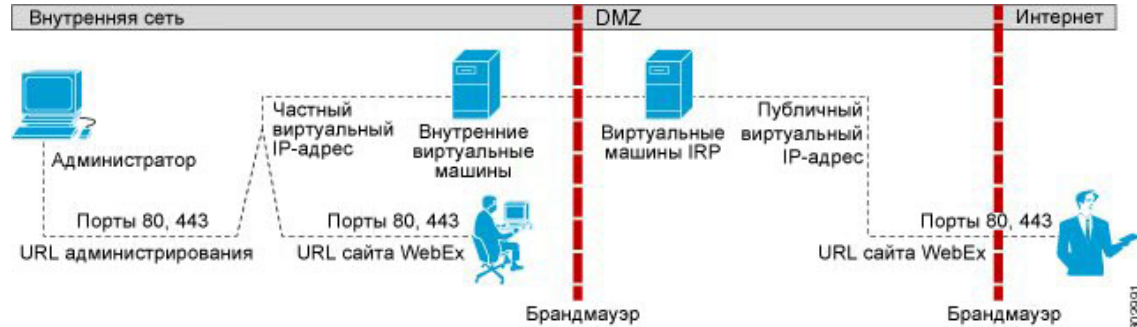 Внутренняя сеть
DMZ
Интернет
Администратор
Частный
виртуальный
IP-адрес
Внутренние
виртуальные
машины
Виртуальные
машины IRP
Публичный
виртуальный
IP-адрес
Порты 80, 443
URL администрирования
Порты 80, 443
URL сайта WebEx
Порты 80, 443
URL сайта WebEx
Брандмауэр
Брандмауэр